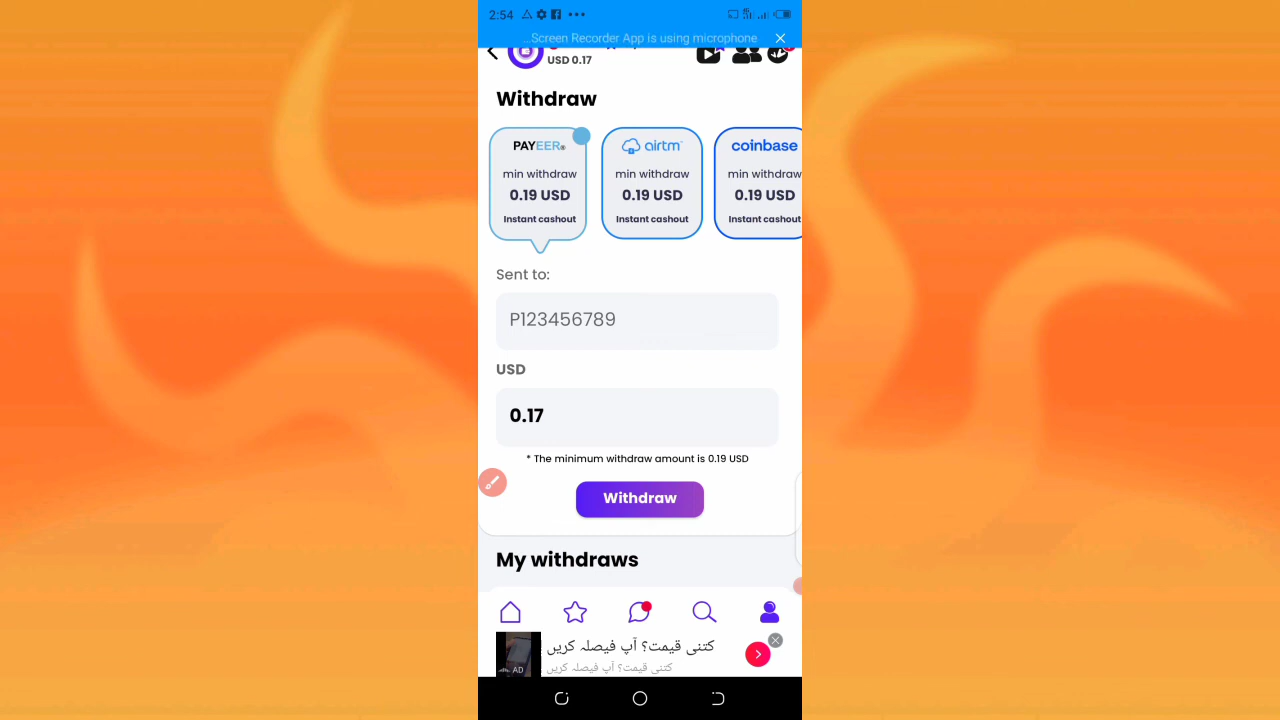 2:54
...Screen Recorder App is using microphone
USD 0.17
Withdraw
PAYEER® airtm coinbase
min withdraw min withdraw min withdraw
0.19 USD 0.19 USD 0.19 USD
Instant cashout Instant cashout Instant cashout
Sent to:
P123456789
USD
0.17
* The minimum withdraw amount is 0.19 USD
Withdraw
My withdraws
کتنی قیمت؟ آپ فیصلہ کریں
کتنی قیمت؟ آپ فیصلہ کریں
AD